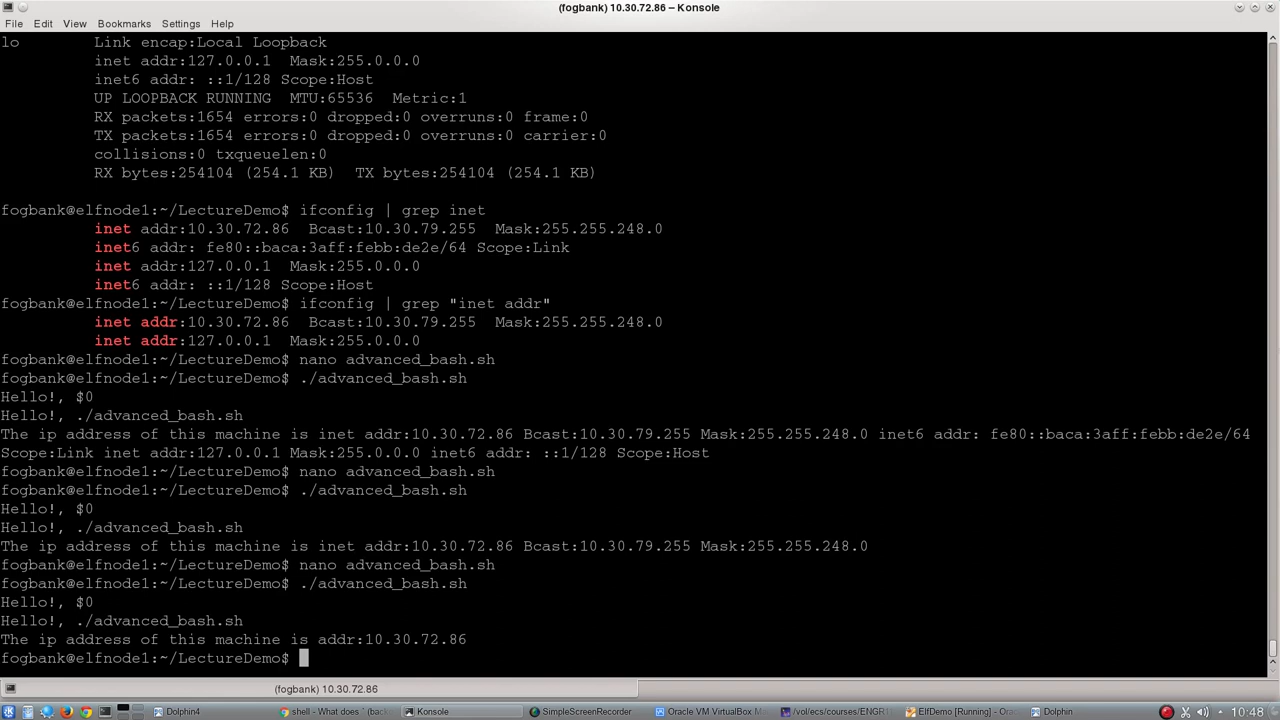 (fogbank) 10.30.72.86 – Konsole
File Edit View Bookmarks Settings Help
lo Link encap:Local Loopback
inet addr:127.0.0.1 Mask:255.0.0.0
inet6 addr: ::1/128 Scope:Host
UP LOOPBACK RUNNING MTU:65536 Metric:1
RX packets:1654 errors:0 dropped:0 overruns:0 frame:0
TX packets:1654 errors:0 dropped:0 overruns:0 carrier:0
collisions:0 txqueuelen:0
RX bytes:254104 (254.1 KB) TX bytes:254104 (254.1 KB)
fogbank@elfnode1:~/LectureDemo$ ifconfig | grep inet
inet addr:10.30.72.86 Bcast:10.30.79.255 Mask:255.255.248.0
inet6 addr: fe80::baca:3aff:febb:de2e/64 Scope:Link
inet addr:127.0.0.1 Mask:255.0.0.0
inet6 addr: ::1/128 Scope:Host
fogbank@elfnode1:~/LectureDemo$ ifconfig | grep "inet addr"
inet addr:10.30.72.86 Bcast:10.30.79.255 Mask:255.255.248.0
inet addr:127.0.0.1 Mask:255.0.0.0
fogbank@elfnode1:~/LectureDemo$ nano advanced_bash.sh
fogbank@elfnode1:~/LectureDemo$ ./advanced_bash.sh
Hello!, $0
Hello!, ./advanced_bash.sh
The ip address of this machine is inet addr:10.30.72.86 Bcast:10.30.79.255 Mask:255.255.248.0 inet6 addr: fe80::baca:3aff:febb:de2e/64
Scope:Link inet addr:127.0.0.1 Mask:255.0.0.0 inet6 addr: ::1/128 Scope:Host
fogbank@elfnode1:~/LectureDemo$ nano advanced_bash.sh
fogbank@elfnode1:~/LectureDemo$ ./advanced_bash.sh
Hello!, $0
Hello!, ./advanced_bash.sh
The ip address of this machine is inet addr:10.30.72.86 Bcast:10.30.79.255 Mask:255.255.248.0
fogbank@elfnode1:~/LectureDemo$ nano advanced_bash.sh
fogbank@elfnode1:~/LectureDemo$ ./advanced_bash.sh
Hello!, $0
Hello!, ./advanced_bash.sh
The ip address of this machine is addr:10.30.72.86
fogbank@elfnode1:~/LectureDemo$
(fogbank) 10.30.72.86
Dolphin4 shell - What does ` (bac Konsole SimpleScreenRecorder Oracle VM VirtualBox M /vol/ecs/courses/ENGR ElfDemo [Running] - Ora Dolphin 10:48